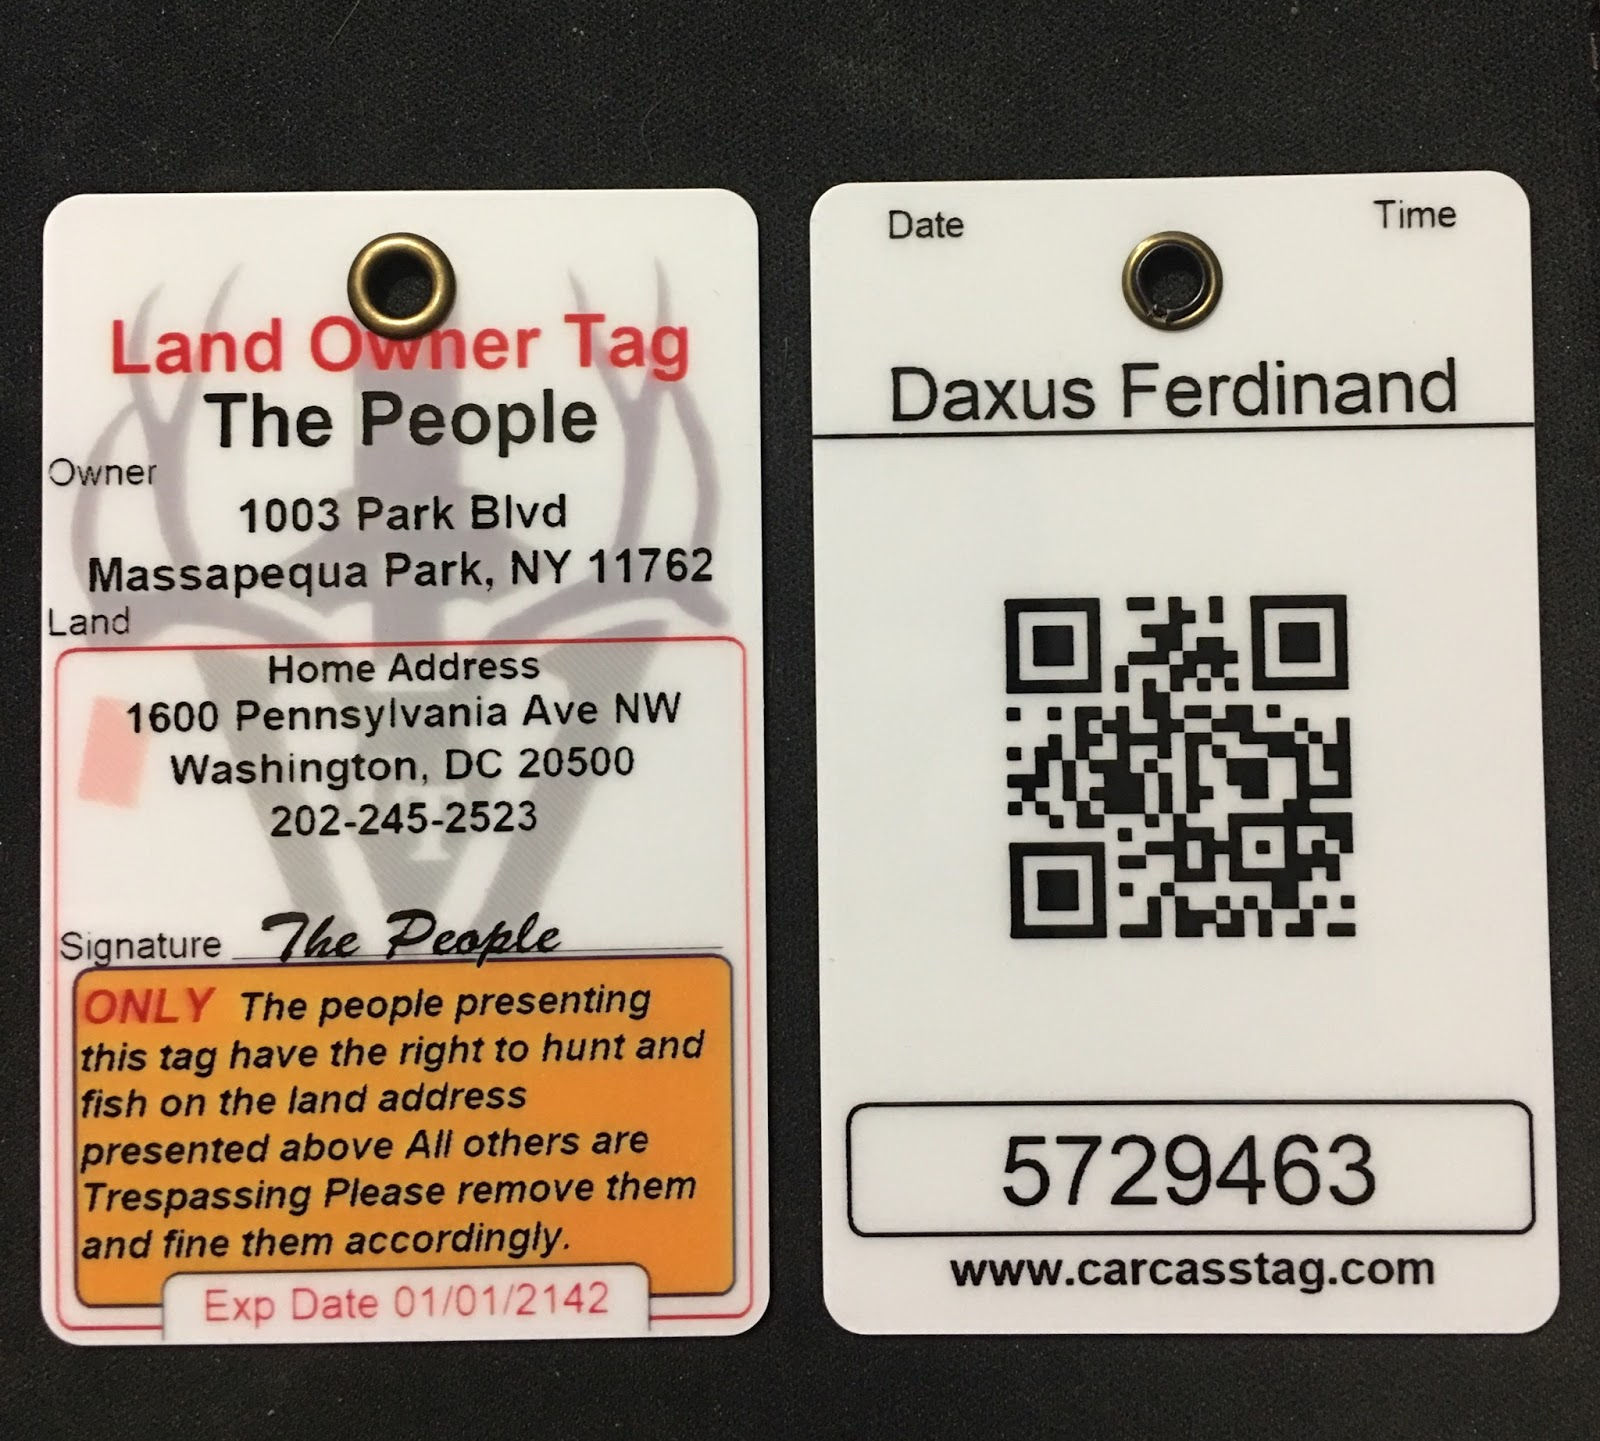 Land Owner Tag
The People
Owner
1003 Park Blvd
Massapequa Park, NY 11762
Land
Home Address
1600 Pennsylvania Ave NW
Washington, DC 20500
202-245-2523
T
Signature The People
ONLY The people presenting
this tag have the right to hunt and
fish on the land address
presented above All others are
Trespassing Please remove them
and fine them accordingly.
Exp Date 01/01/2142
Date Time
Daxus Ferdinand
5729463
www.carcasstag.com